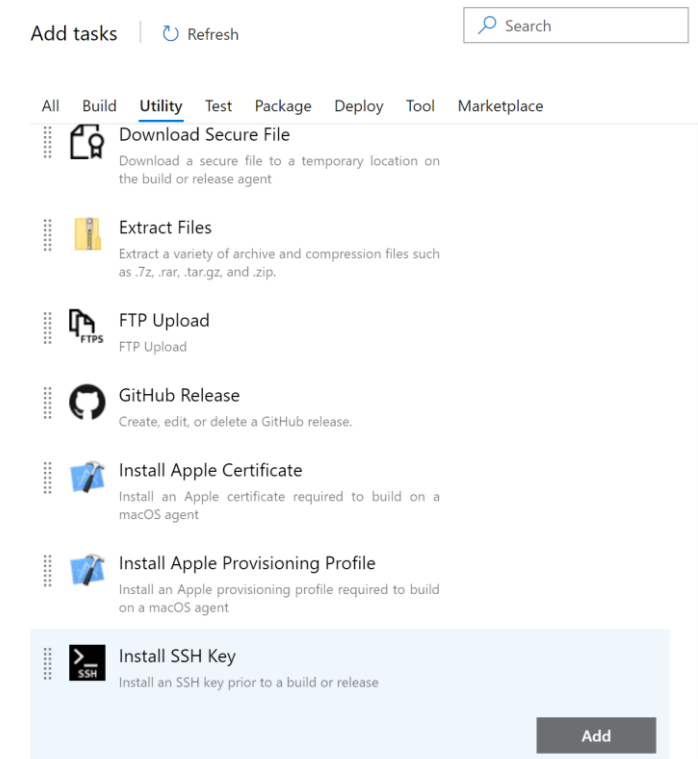 Add tasks
Refresh
Search
All Build Utility Test Package Deploy Tool Marketplace
Download Secure File
Download a secure file to a temporary location on
the build or release agent
Extract Files
Extract a variety of archive and compression files such
as .7z, .rar, .tar.gz, and .zip.
FTP Upload
FTPS
FTP Upload
GitHub Release
Create, edit, or delete a GitHub release.
Install Apple Certificate
Install an Apple certificate required to build on a
macOS agent
Install Apple Provisioning Profile
Install an Apple provisioning profile required to build
on a macOS agent
Install SSH Key
SSH
Install an SSH key prior to a build or release
Add